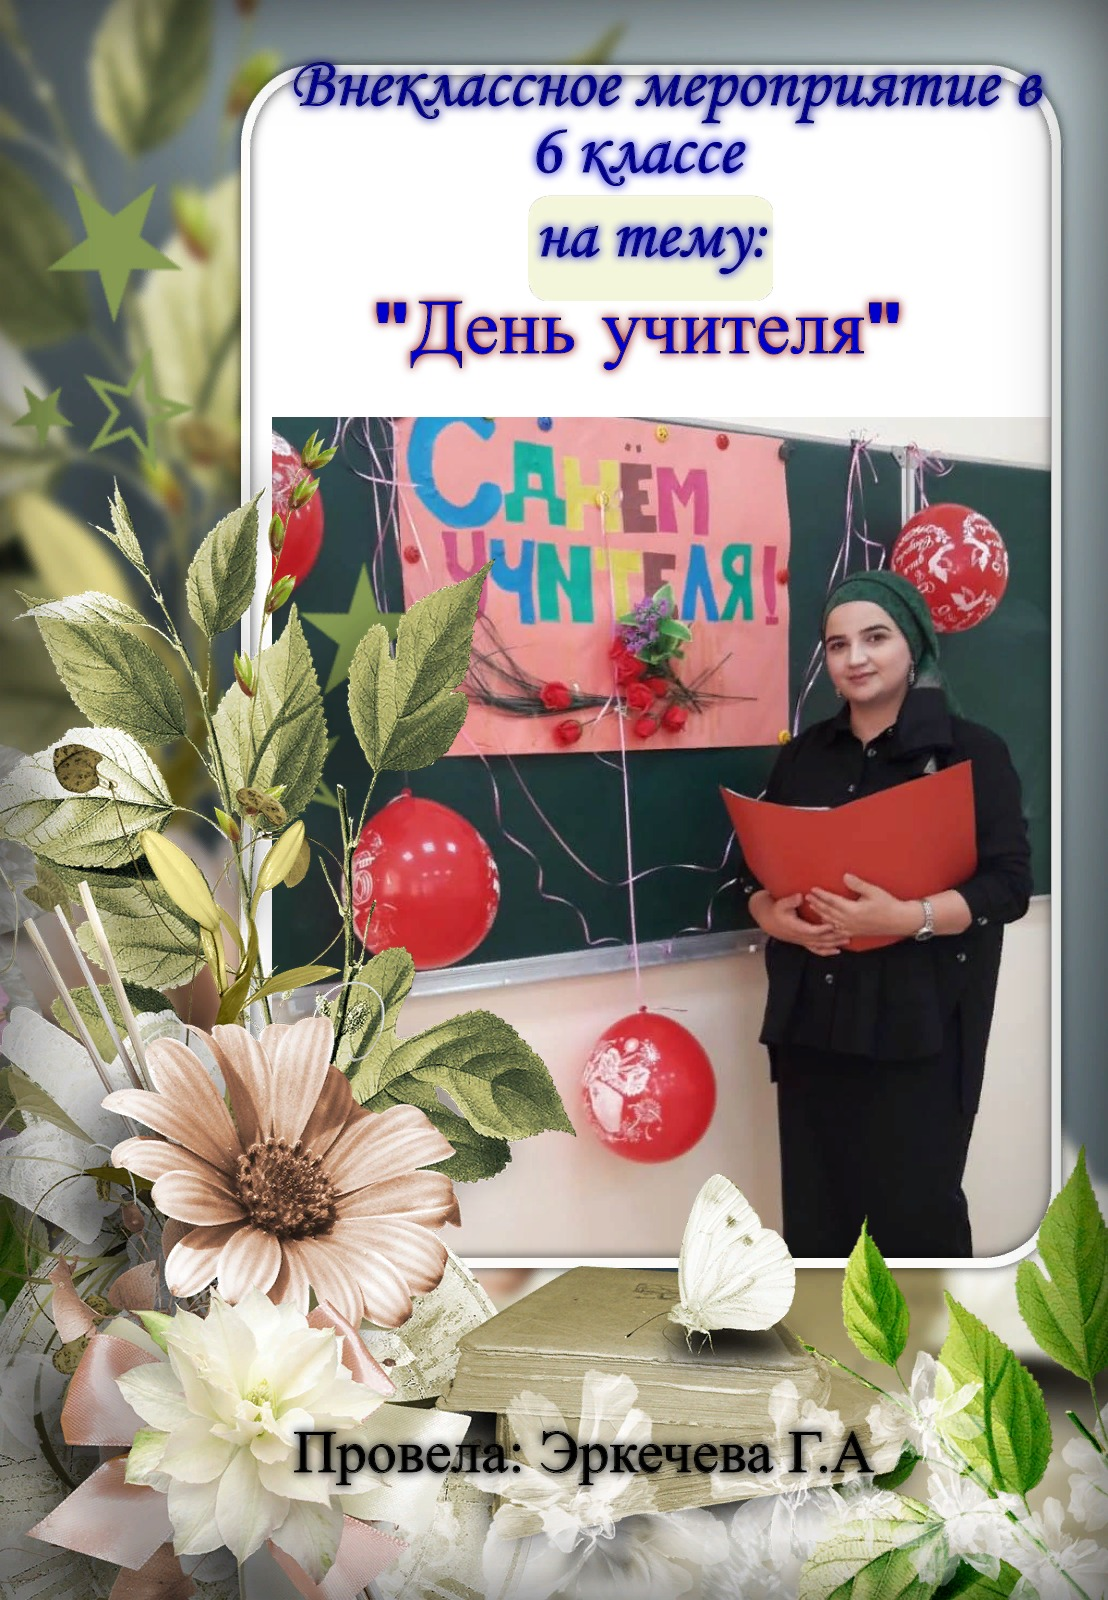 Внеклассное мероприятие в
6 классе
на тему:
"День учителя"
С ДНЁМ
УЧИТЕЛЯ!
Провела: Эркечева Г.А